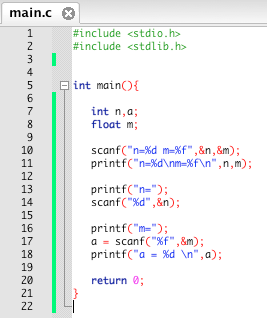 main.c
1 #include <stdio.h>
2 #include <stdlib.h>
3
4
5 int main(){
6
7 int n,a;
8 float m;
9
10 scanf("n=%d m=%f",&n,&m);
11 printf("n=%d\nm=%f\n",n,m);
12
13 printf("n=");
14 scanf("%d",&n);
15
16 printf("m=");
17 a = scanf("%f",&m);
18 printf("a = %d \n",a);
19
20 return 0;
21 }
22